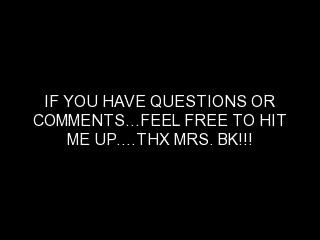 IF YOU HAVE QUESTIONS OR
COMMENTS...FEEL FREE TO HIT
ME UP....THX MRS. BK!!!